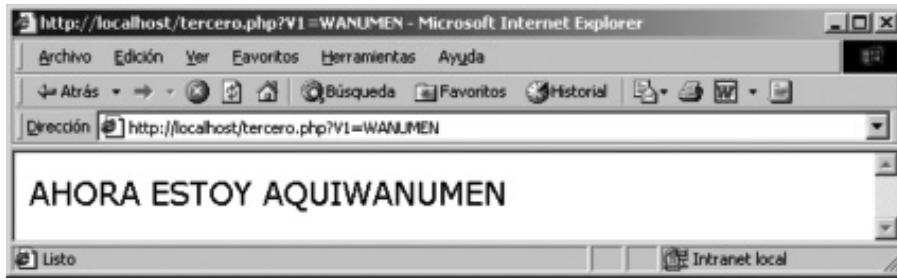 http://localhost/tercero.php?V1=WANUMEN - Microsoft Internet Explorer
Archivo Edición Ver Favoritos Herramientas Ayuda
Atrás Búsqueda Favoritos Historial W
Dirección http://localhost/tercero.php?V1=WANUMEN
AHORA ESTOY AQUIWANUMEN
Listo Intranet local